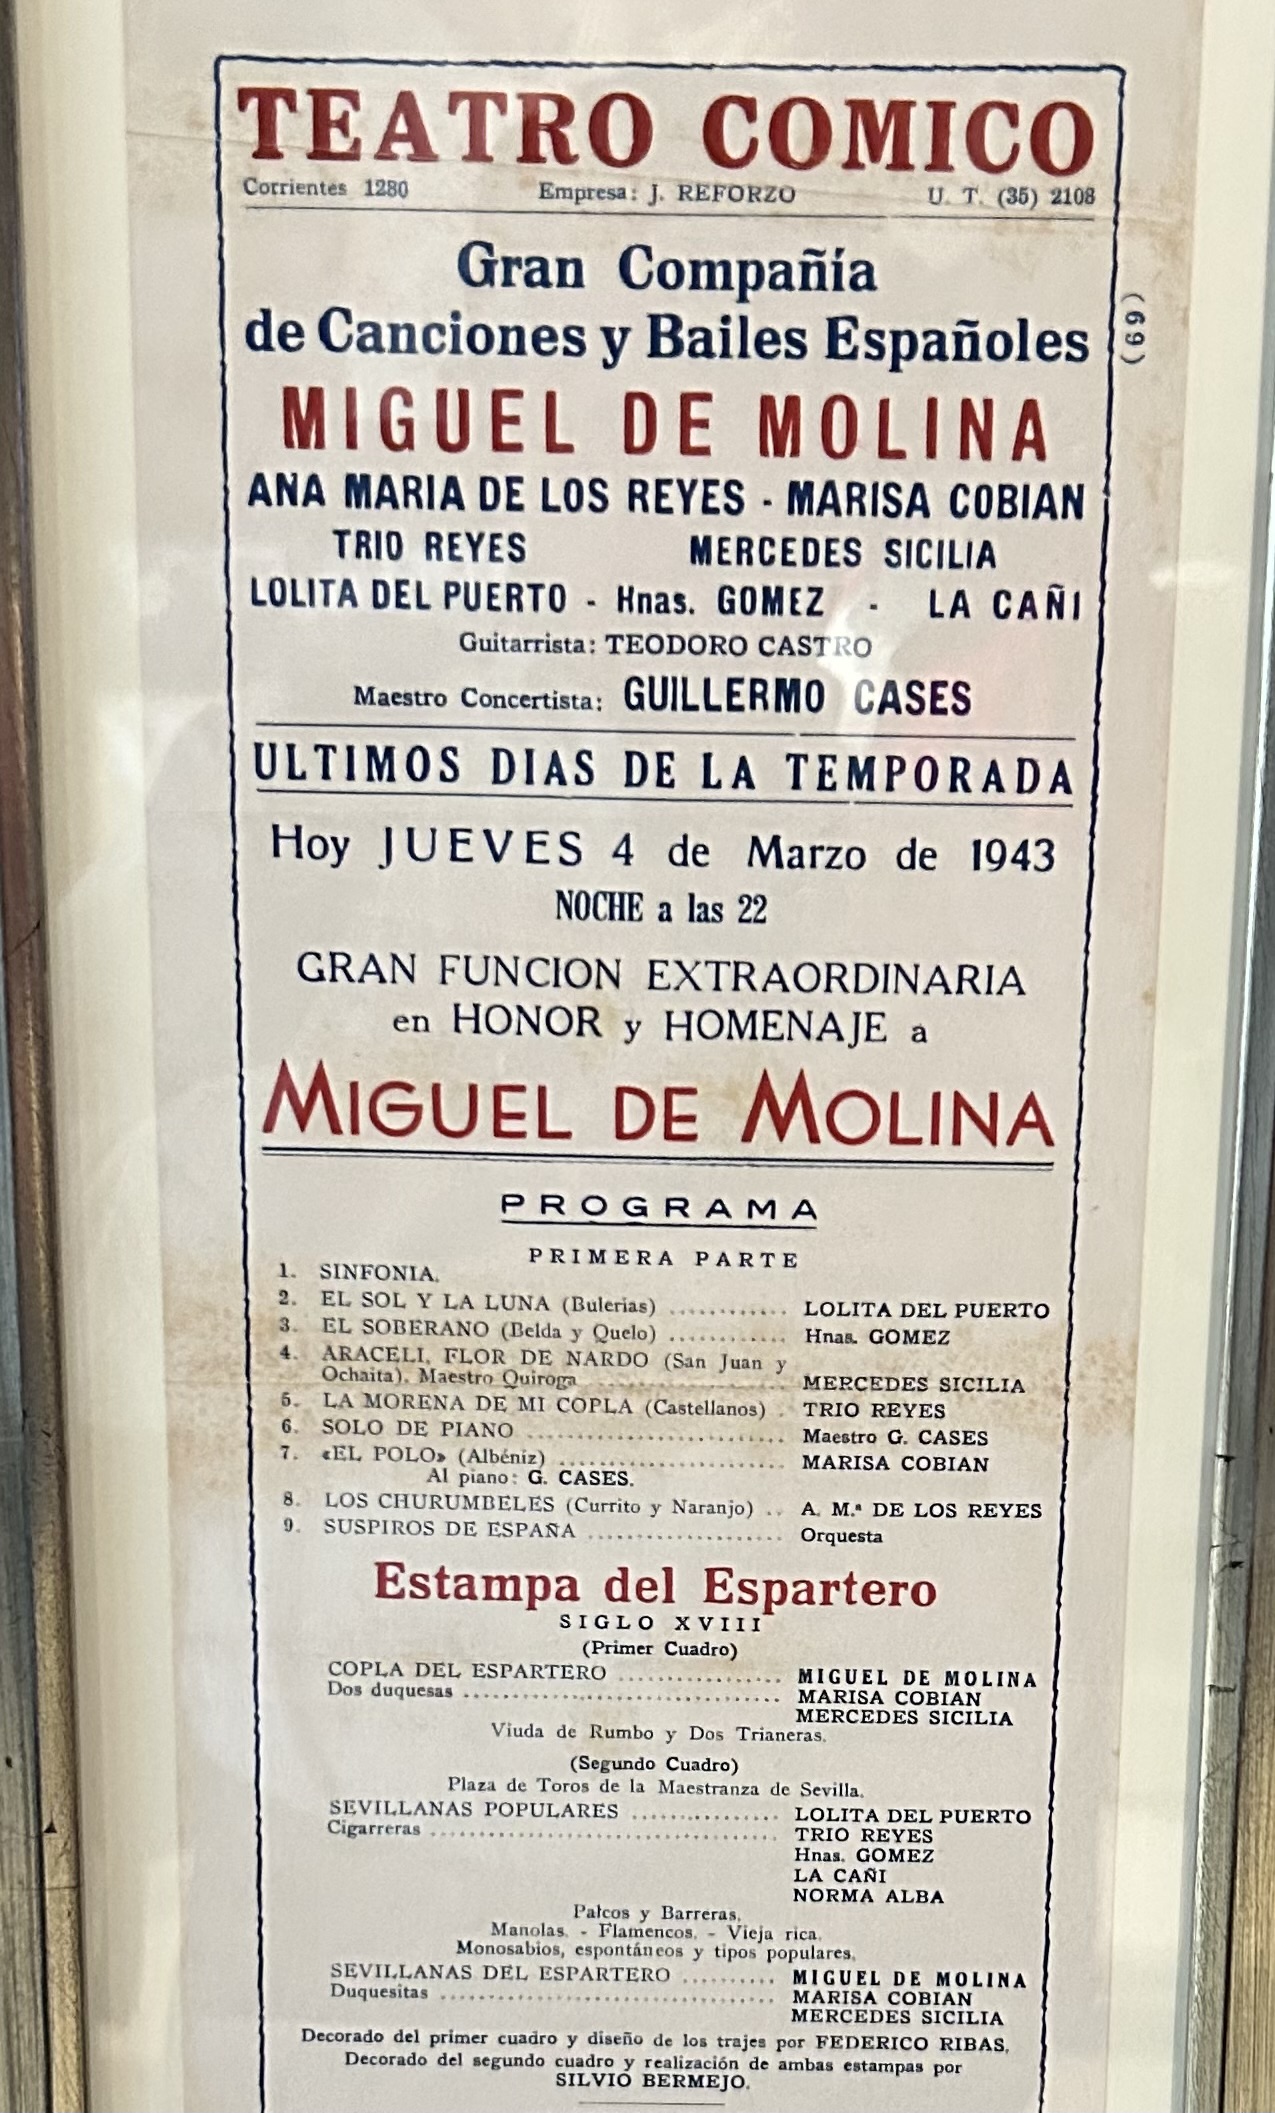 TEATRO COMICO
Corrientes 1280 Empresa: J. REFORZO U. T. (35) 2108
Gran Compañía
de Canciones y Bailes Españoles
(69)
MIGUEL DE MOLINA
ANA MARIA DE LOS REYES - MARISA COBIAN
TRIO REYES MERCEDES SICILIA
LOLITA DEL PUERTO - Hnas. GOMEZ - LA CAÑI
Guitarrista: TEODORO CASTRO
Maestro Concertista: GUILLERMO CASES
ULTIMOS DIAS DE LA TEMPORADA
Hoy JUEVES 4 de Marzo de 1943
NOCHE a las 22
GRAN FUNCION EXTRAORDINARIA
en HONOR y HOMENAJE a
MIGUEL DE MOLINA
PROGRAMA
PRIMERA PARTE
1. SINFONIA.
2. EL SOL Y LA LUNA (Bulerias) ............ LOLITA DEL PUERTO
3. EL SOBERANO (Belda y Quelo) ............ Hnas. GOMEZ
4. ARACELI, FLOR DE NARDO (San Juan y
Ochaita). Maestro Quiroga .................... MERCEDES SICILIA
5. LA MORENA DE MI COPLA (Castellanos) . TRIO REYES
6. SOLO DE PIANO .......................... Maestro G. CASES
7. «EL POLO» (Albéniz) ....................... MARISA COBIAN
Al piano: G. CASES.
8. LOS CHURUMBELES (Currito y Naranjo) .. A. M.ª DE LOS REYES
9. SUSPIROS DE ESPAÑA .................... Orquesta
Estampa del Espartero
SIGLO XVIII
(Primer Cuadro)
COPLA DEL ESPARTERO ................ MIGUEL DE MOLINA
Dos duquesas ................................ MARISA COBIAN
MERCEDES SICILIA
Viuda de Rumbo y Dos Trianeras.
(Segundo Cuadro)
Plaza de Toros de la Maestranza de Sevilla.
SEVILLANAS POPULARES ............... LOLITA DEL PUERTO
Cigarreras ................................... TRIO REYES
Hnas. GOMEZ
LA CAÑI
NORMA ALBA
Palcos y Barreras.
Manolas. - Flamencos. - Vieja rica.
Monosabios, espontáneos y tipos populares.
SEVILLANAS DEL ESPARTERO ......... MIGUEL DE MOLINA
Duquesitas .................................. MARISA COBIAN
MERCEDES SICILIA
Decorado del primer cuadro y diseño de los trajes por FEDERICO RIBAS.
Decorado del segundo cuadro y realización de ambas estampas por
SILVIO BERMEJO.